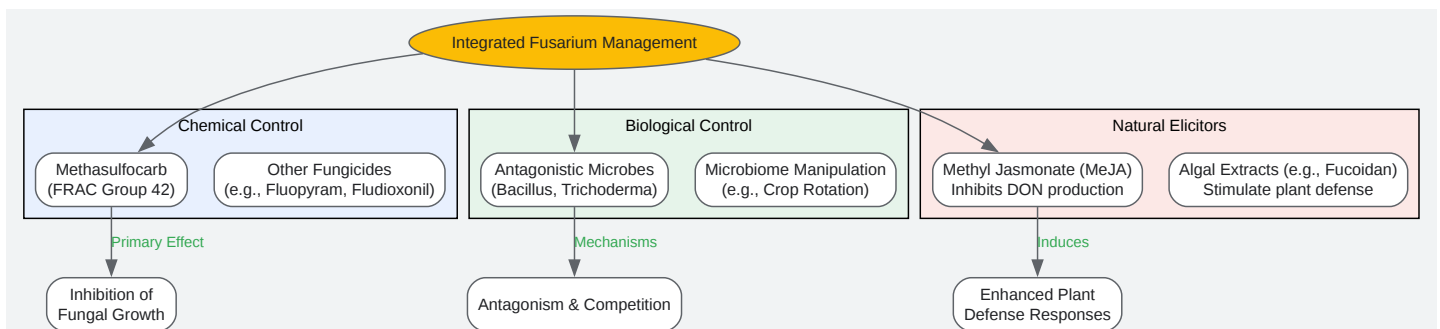 Integrated Fusarium Management
Chemical Control
Biological Control
Natural Elicitors
Methasulfocarb
(FRAC Group 42)
Other Fungicides
(e.g., Fluopyram, Fludioxonil)
Antagonistic Microbes
(Bacillus, Trichoderma)
Microbiome Manipulation
(e.g., Crop Rotation)
Methyl Jasmonate (MeJA)
Inhibits DON production
Algal Extracts (e.g., Fucoidan)
Stimulate plant defense
Primary Effect
Mechanisms
Induces
Inhibition of
Fungal Growth
Antagonism & Competition
Enhanced Plant
Defense Responses